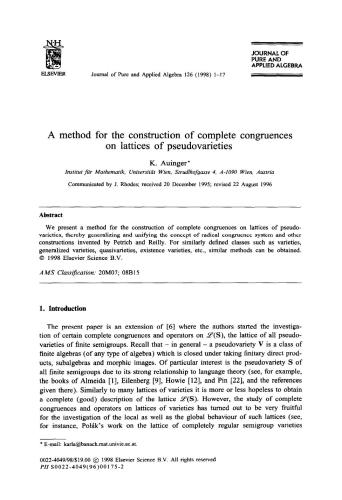 N·H
ELSEVIER
Journal of Pure and Applied Algebra 126 (1998) 1-17
JOURNAL OF
PURE AND
APPLIED ALGEBRA
A method for the construction of complete congruences
on lattices of pseudovarieties
K. Auinger*
Institut für Mathematik, Universität Wien, Strudlhofgasse 4, A-1090 Wien, Austria
Communicated by J. Rhodes; received 20 December 1995; revised 22 August 1996
Abstract
We present a method for the construction of complete congruences on lattices of pseudo-
varieties, thereby generalizing and unifying the concept of radical congruence system and other
constructions invented by Petrich and Reilly. For similarly defined classes such as varieties,
generalized varieties, quasivarieties, existence varieties, etc., similar methods can be obtained.
© 1998 Elsevier Science B.V.
AMS Classification: 20M07; 08B15
1. Introduction
The present paper is an extension of [6] where the authors started the investiga-
tion of certain complete congruences and operators on 𝓛(S), the lattice of all pseudo-
varieties of finite semigroups. Recall that – in general – a pseudovariety V is a class of
finite algebras (of any type of algebra) which is closed under taking finitary direct prod-
ucts, subalgebras and morphic images. Of particular interest is the pseudovariety S of
all finite semigroups due to its strong relationship to language theory (see, for example,
the books of Almeida [1], Eilenberg [9], Howie [12], and Pin [22], and the references
given there). Similarly to many lattices of varieties it is more or less hopeless to obtain
a complete (good) description of the lattice 𝓛(S). However, the study of complete
congruences and operators on lattices of varieties has turned out to be very fruitful
for the investigation of the local as well as the global behaviour of such lattices (see,
for instance, Polák's work on the lattice of completely regular semigroup varieties
* E-mail: karla@banach.mat.univie.ac.at.
0022-4049/98/$19.00 © 1998 Elsevier Science B.V. All rights reserved
PII S0022-4049(96)00175-2